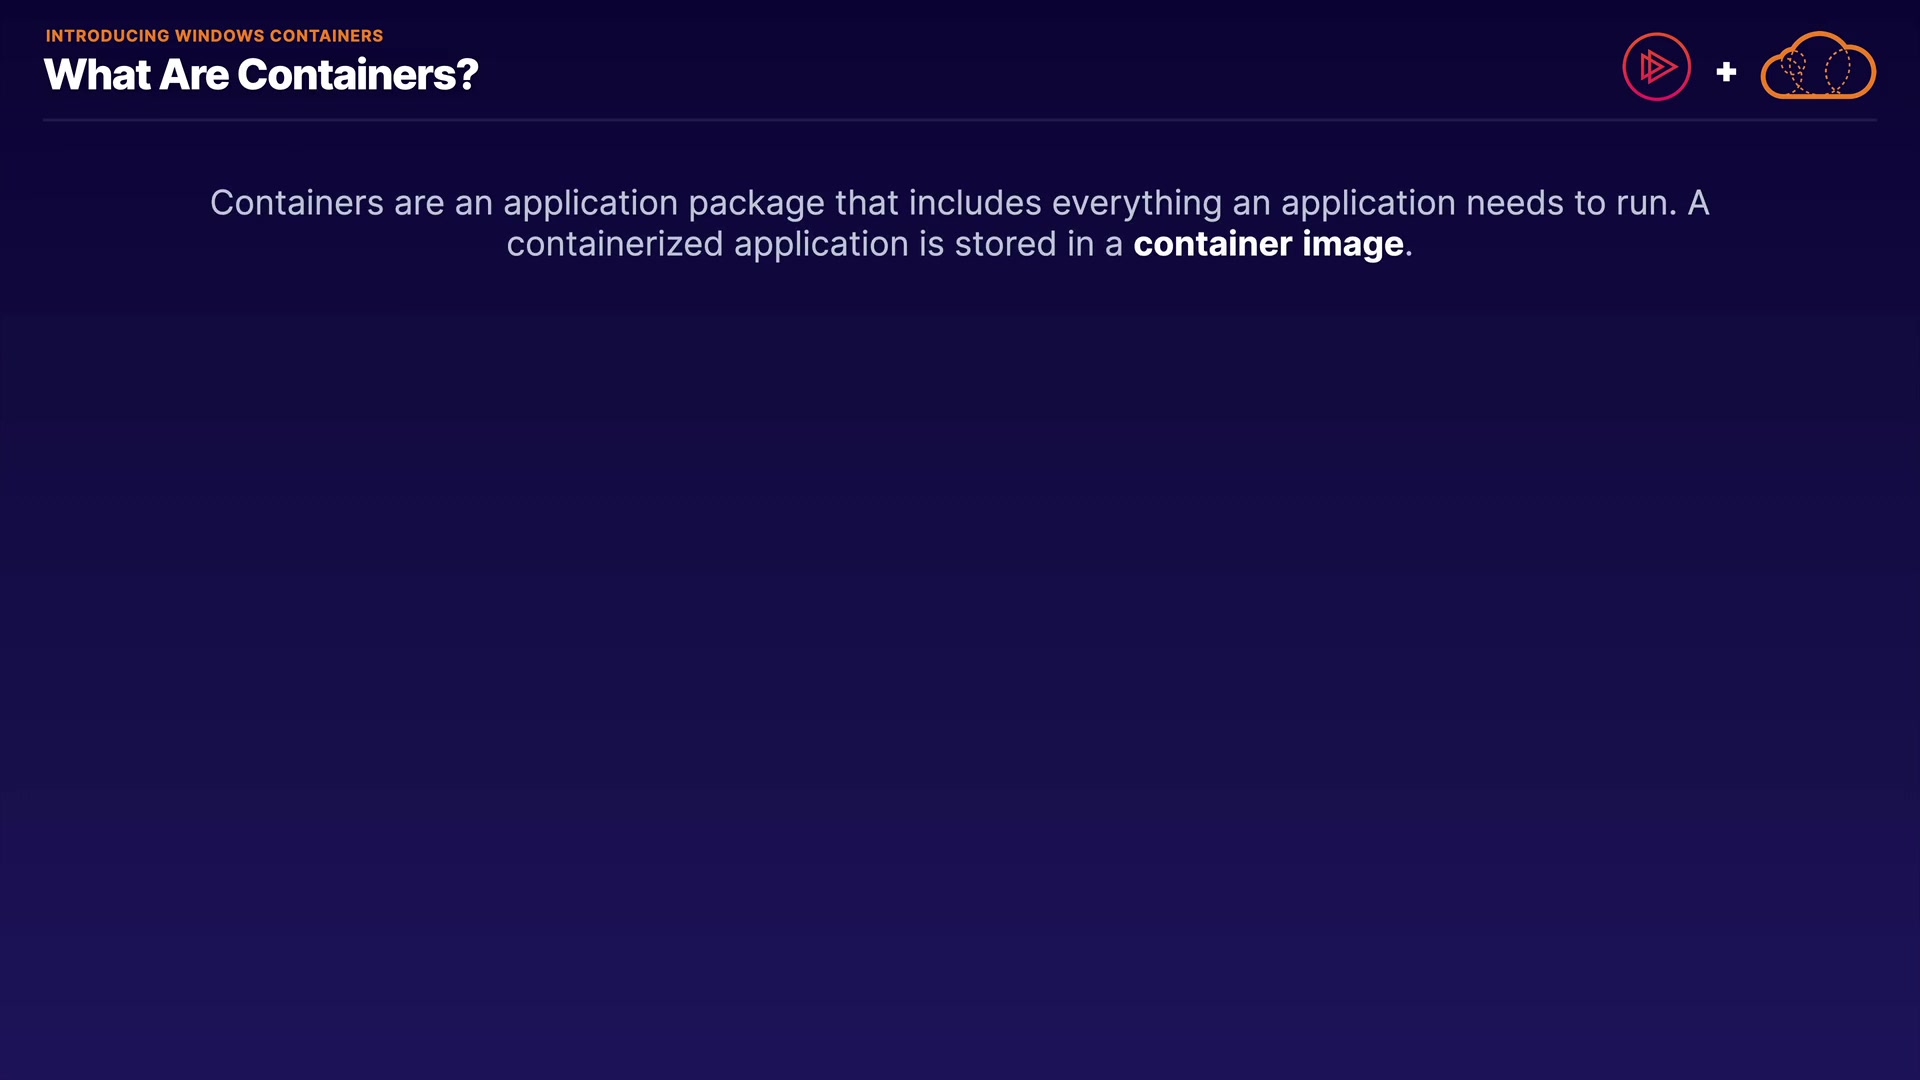 INTRODUCING WINDOWS CONTAINERS
What Are Containers?
Containers are an application package that includes everything an application needs to run. A
containerized application is stored in a container image.